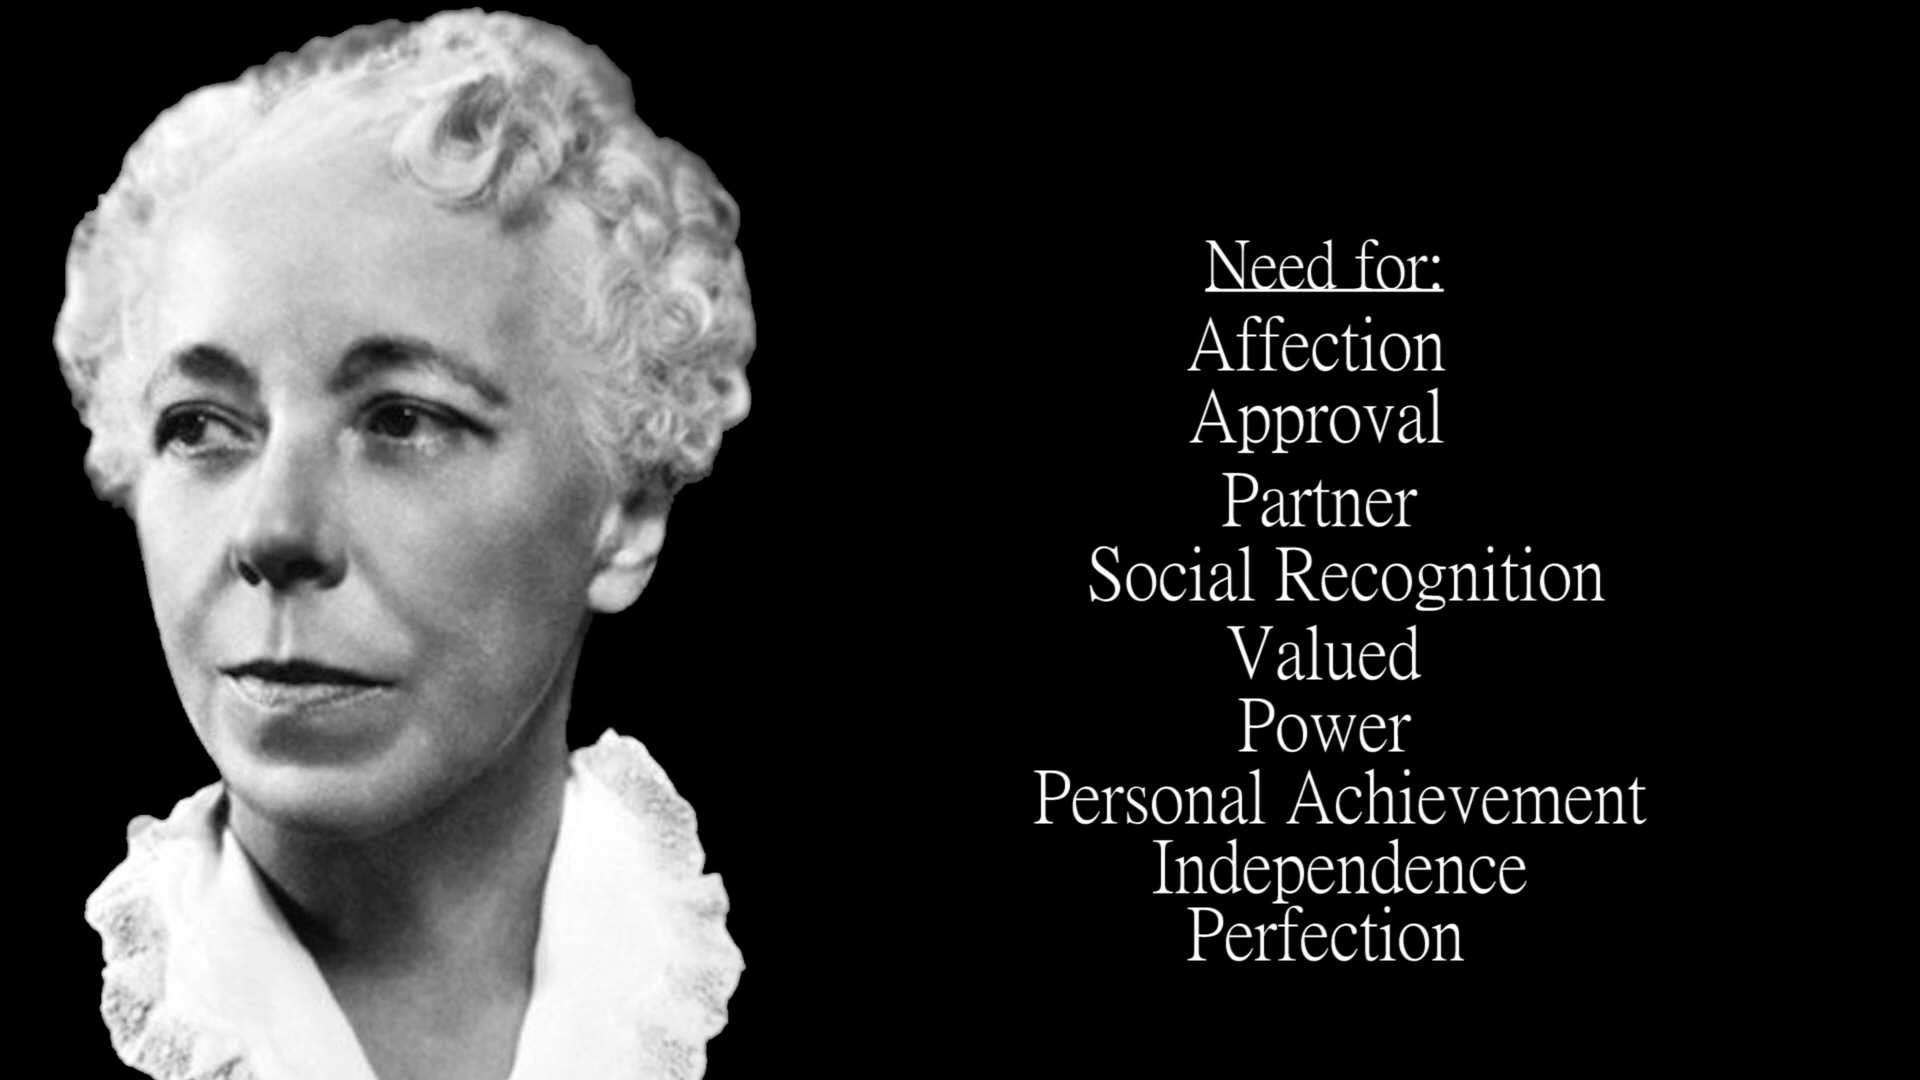 Need for:
Affection
Approval
Partner
Social Recognition
Valued
Power
Personal Achievement
Independence
Perfection